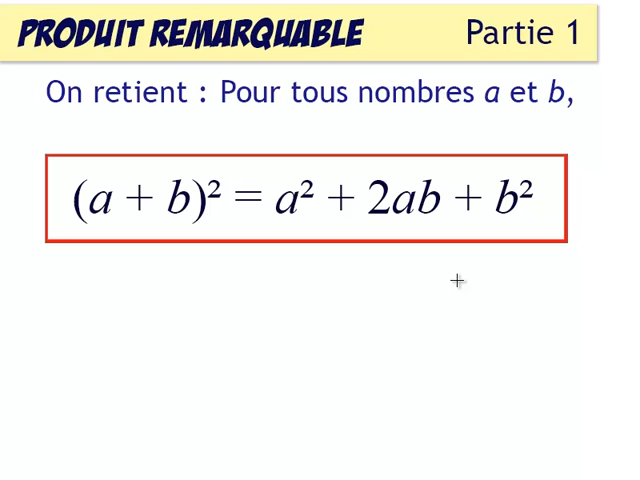 PRODUIT REMARQUABLE Partie 1
On retient : Pour tous nombres a et b,
(a + b)² = a² + 2ab + b²